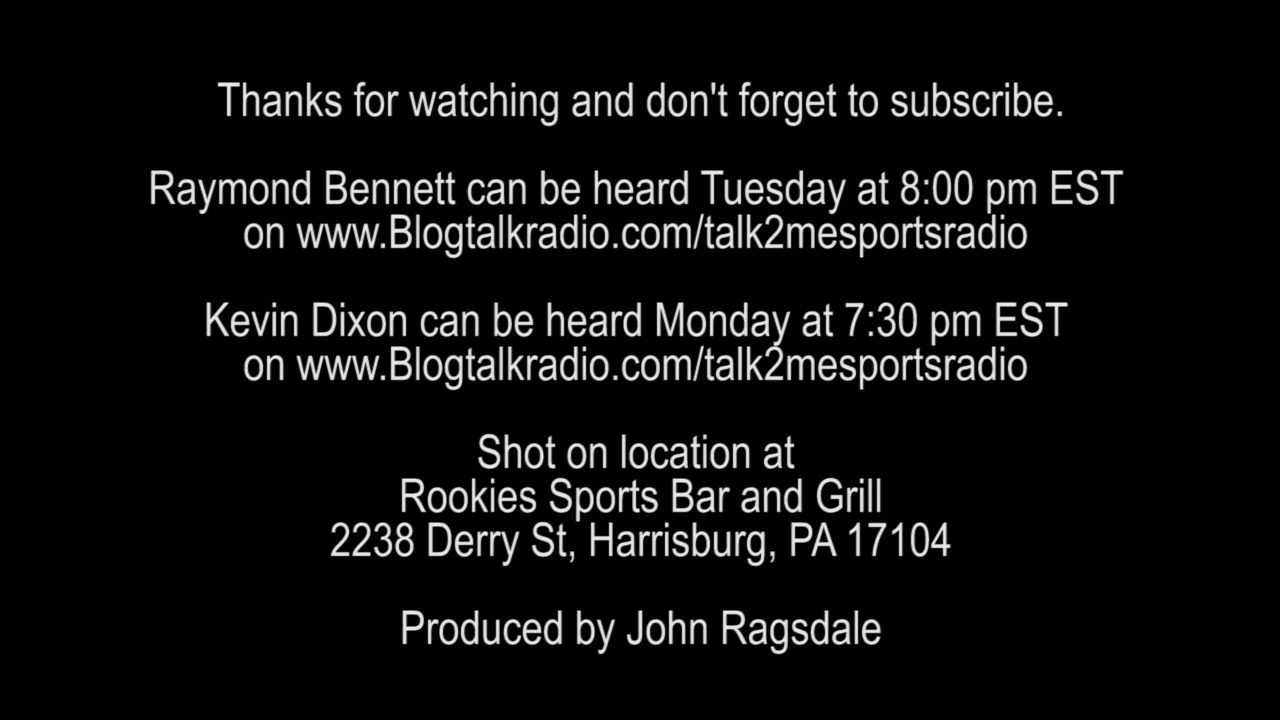 Thanks for watching and don't forget to subscribe.
Raymond Bennett can be heard Tuesday at 8:00 pm EST
on www.Blogtalkradio.com/talk2mesportsradio
Kevin Dixon can be heard Monday at 7:30 pm EST
on www.Blogtalkradio.com/talk2mesportsradio
Shot on location at
Rookies Sports Bar and Grill
2238 Derry St, Harrisburg, PA 17104
Produced by John Ragsdale